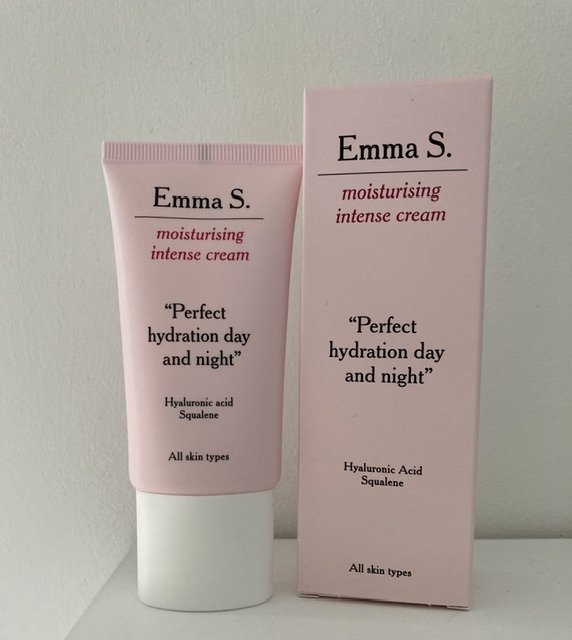 Emma S.
moisturising
intense cream
“Perfect
hydration day
and night”
Hyaluronic acid
Squalene
All skin types
Emma S.
moisturising
intense cream
“Perfect
hydration day
and night”
Hyaluronic Acid
Squalene
All skin types